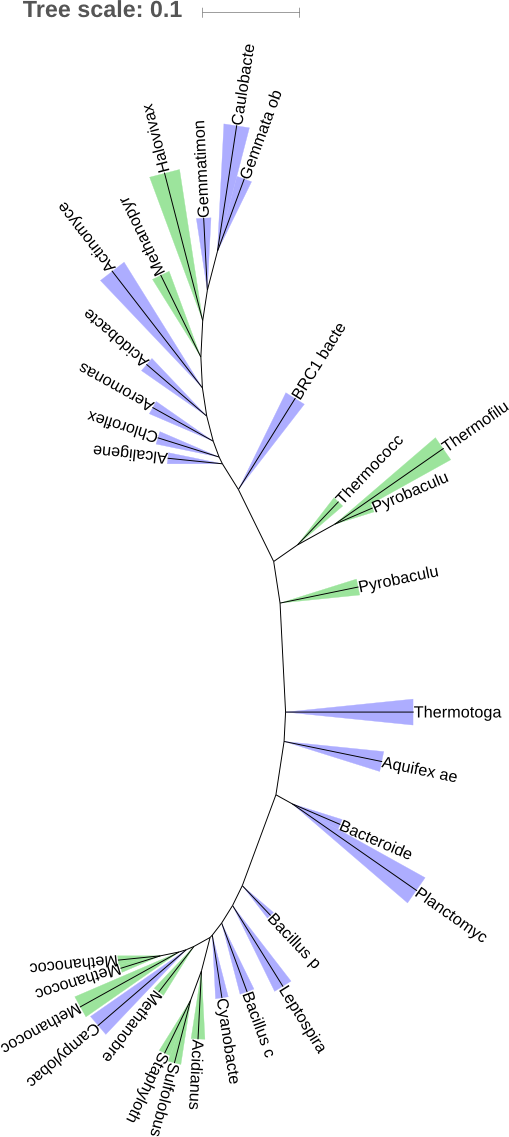 Tree scale: 0.1
Caulobacte
Gemmata ob
Gemmatimon
Halovivax
Methanopyr
Actinomyce
Acidobacte
Aeromonas
Chloroflex
Alcaligene
BRC1 bacte
Thermococc
Thermofilu
Pyrobaculu
Pyrobaculu
Thermotoga
Aquifex ae
Bacteroide
Planctomyc
Bacillus p
Leptospira
Bacillus c
Cyanobacte
Acidianus
Sulfolobus
Staphyloth
Methanobre
Campylobac
Methanococ
Methanococ
Methanococ